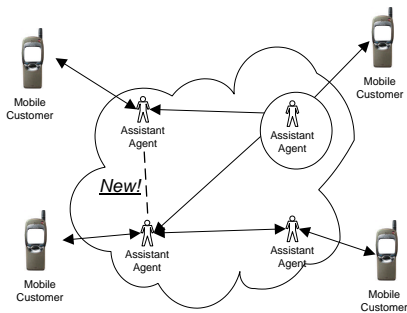 Mobile
Customer
Mobile
Customer
Assistant
Agent
Assistant
Agent
New!
Assistant
Agent
Assistant
Agent
Mobile
Customer
Mobile
Customer